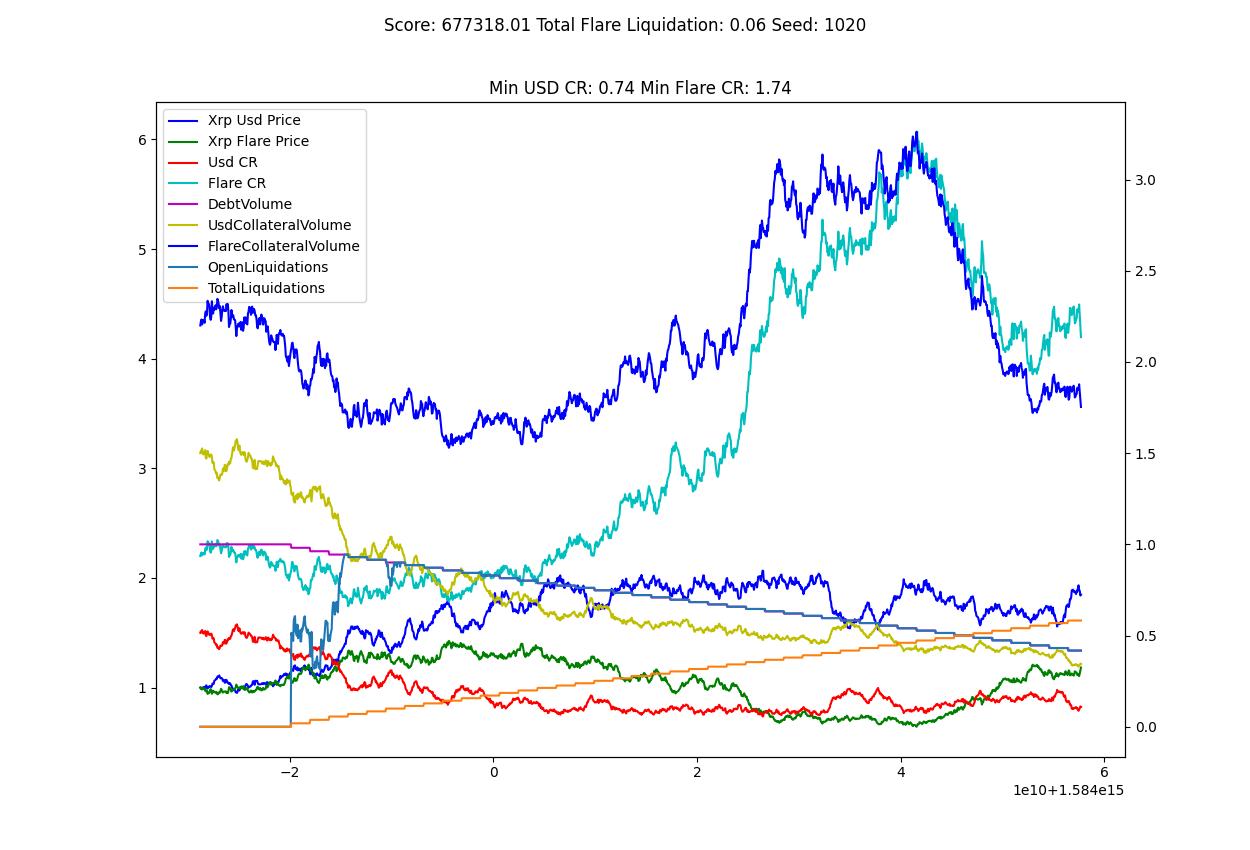 Score: 677318.01 Total Flare Liquidation: 0.06 Seed: 1020
Min USD CR: 0.74 Min Flare CR: 1.74
Xrp Usd Price
Xrp Flare Price
Usd CR
Flare CR
DebtVolume
UsdCollateralVolume
FlareCollateralVolume
OpenLiquidations
TotalLiquidations
6
5
4
3
2
1
3.0
2.5
2.0
1.5
1.0
0.5
0.0
−2 0 2 4 6
1e10+1.584e15